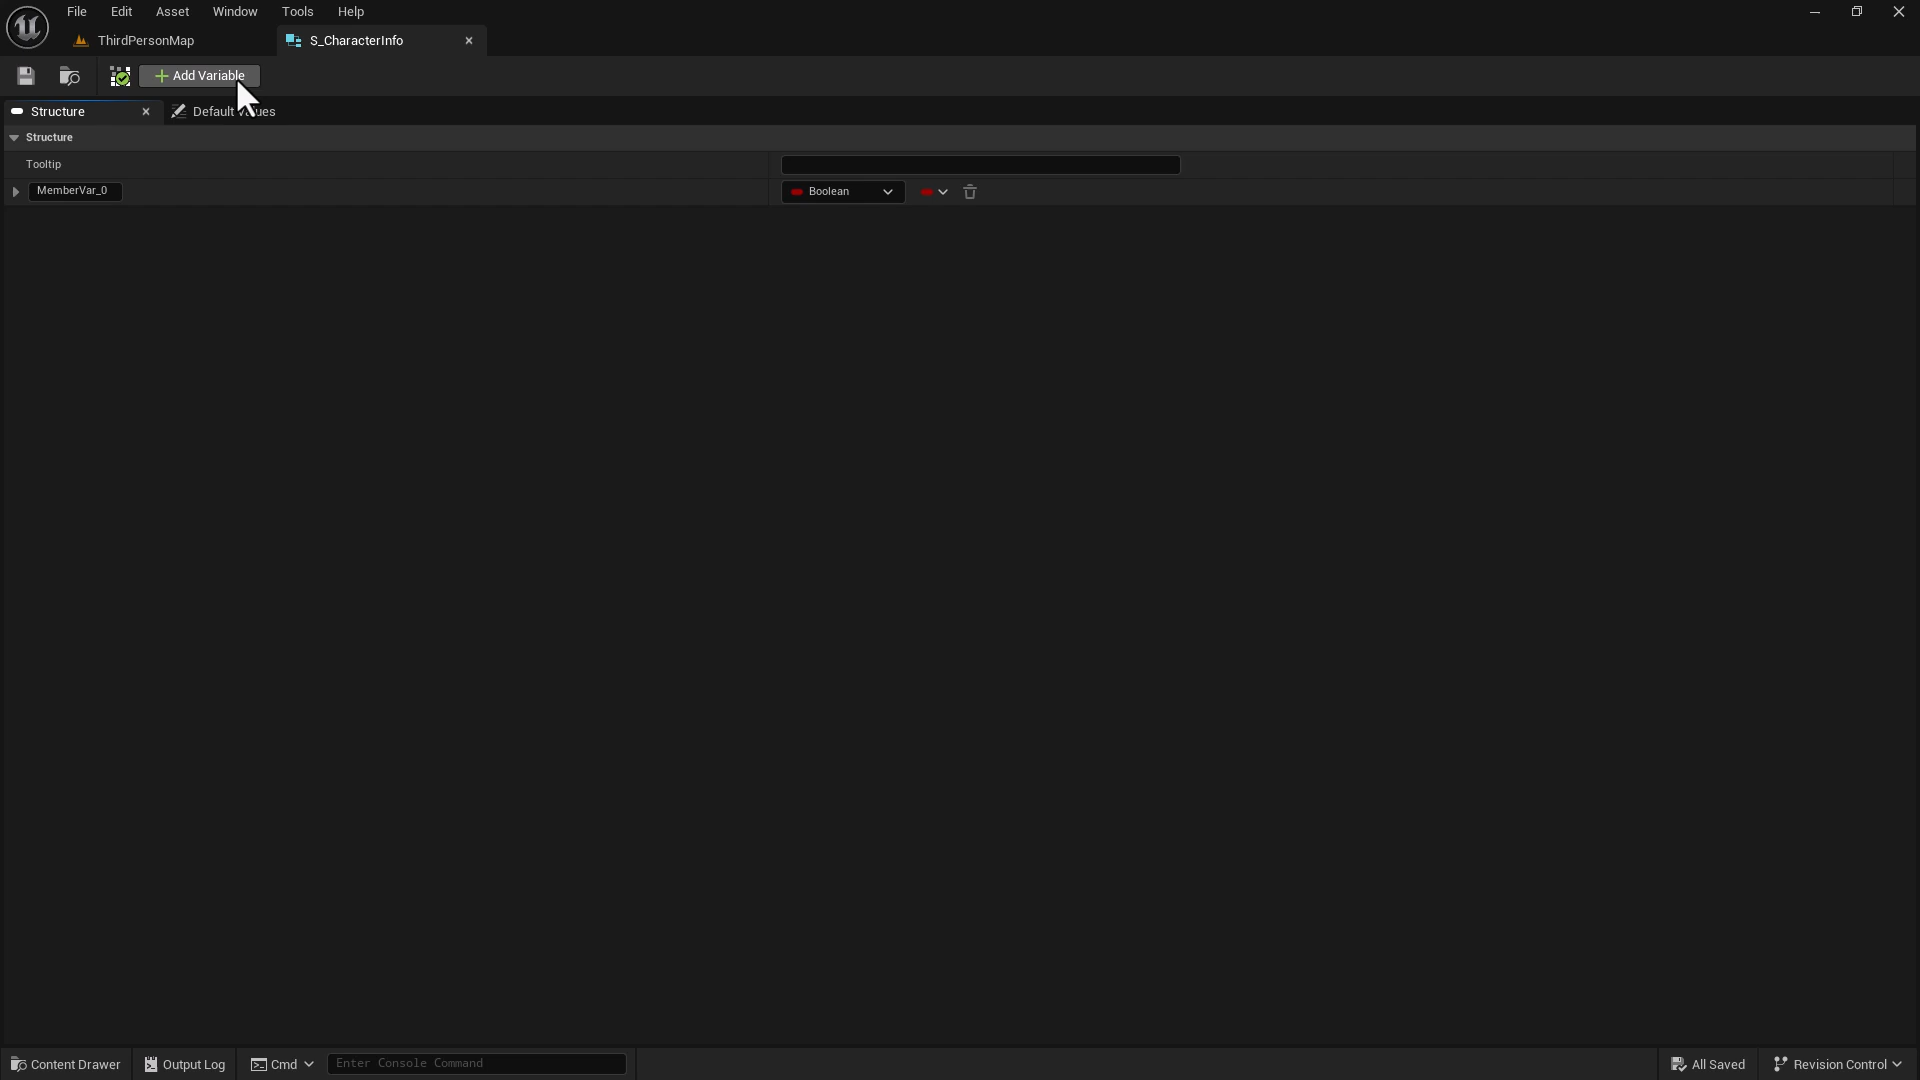 File Edit Asset Window Tools Help
ThirdPersonMap S_CharacterInfo
Add Variable
Structure Default
Structure
Tooltip
MemberVar_0 Boolean
Content Drawer Output Log Cmd Enter Console Command All Saved Revision Control